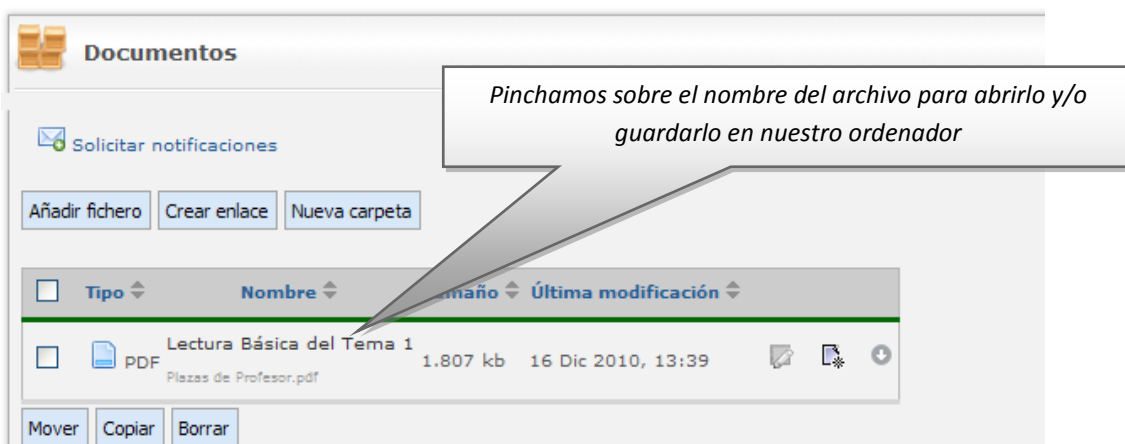 Documentos
Pinchamos sobre el nombre del archivo para abrirlo y/o
guardarlo en nuestro ordenador
Solicitar notificaciones
Añadir fichero Crear enlace Nueva carpeta
Tipo Nombre Tamaño Última modificación
PDF Lectura Básica del Tema 1 1.807 kb 16 Dic 2010, 13:39
Plazas de Profesor.pdf
Mover Copiar Borrar